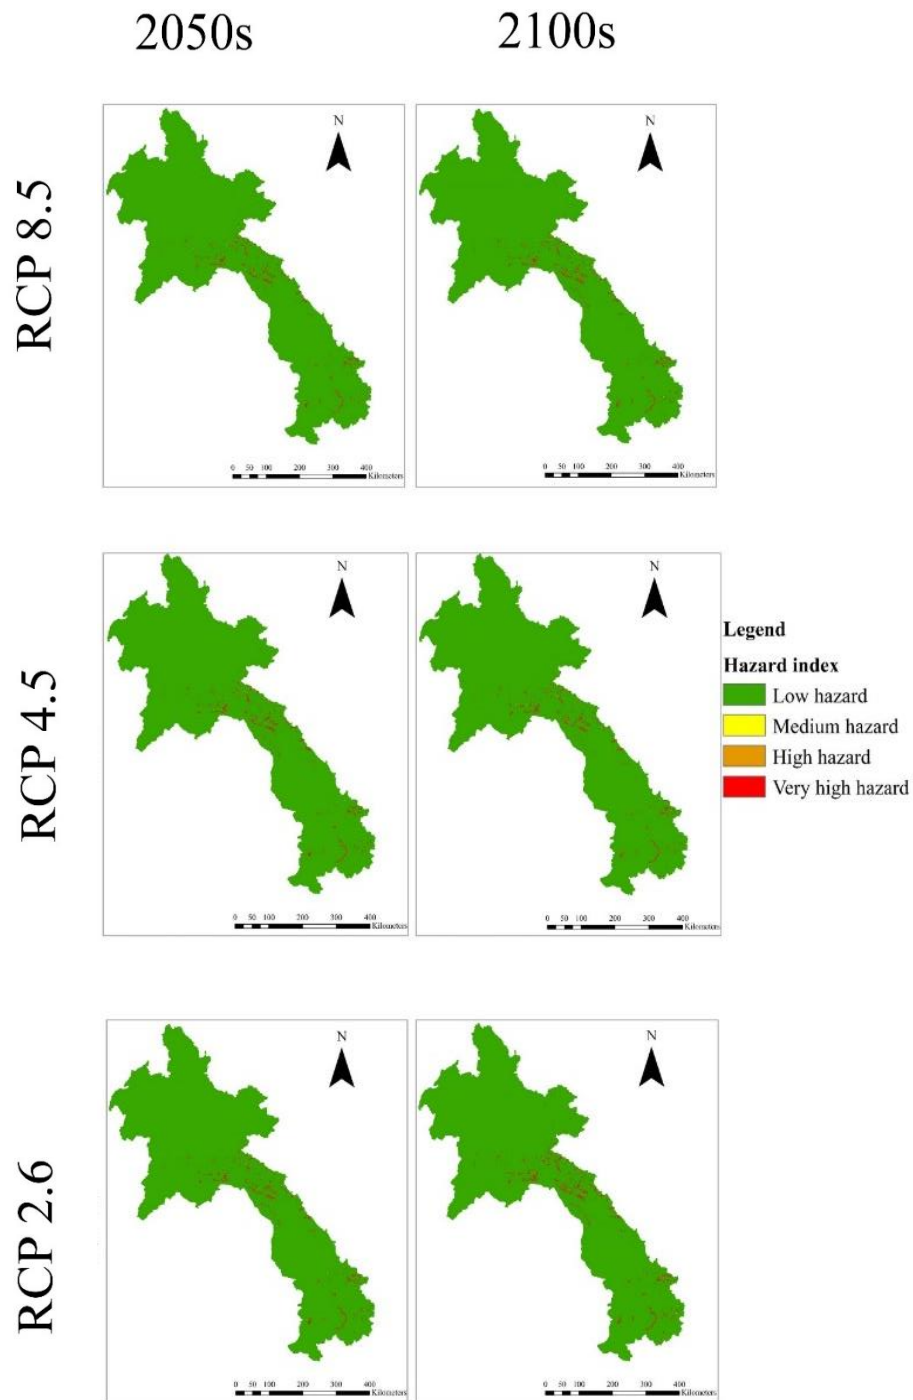 2050s 2100s
RCP 8.5
N
0 50 100 200 300 400
Kilometers
N
0 50 100 200 300 400
Kilometers
RCP 4.5
N
0 50 100 200 300 400
Kilometers
N
0 50 100 200 300 400
Kilometers
Legend
Hazard index
Low hazard
Medium hazard
High hazard
Very high hazard
RCP 2.6
N
0 50 100 200 300 400
Kilometers
N
0 50 100 200 300 400
Kilometers